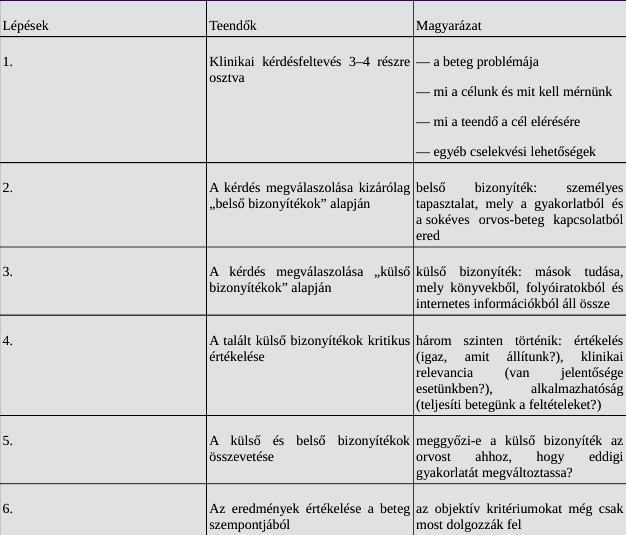 Lépések Teendők Magyarázat
1. Klinikai kérdésfeltevés 3–4 részre — a beteg problémája
osztva
— mi a célunk és mit kell mérnünk
— mi a teendő a cél elérésére
— egyéb cselekvési lehetőségek
2. A kérdés megválaszolása kizárólag belső bizonyíték: személyes
„belső bizonyítékok” alapján tapasztalat, mely a gyakorlatból és
a sokéves orvos-beteg kapcsolatból
ered
3. A kérdés megválaszolása „külső külső bizonyíték: mások tudása,
bizonyítékok” alapján mely könyvekből, folyóiratokból és
internetes információkból áll össze
4. A talált külső bizonyítékok kritikus három szinten történik: értékelés
értékelése (igaz, amit állítunk?), klinikai
relevancia (van jelentősége
esetünkben?), alkalmazhatóság
(teljesíti betegünk a feltételeket?)
5. A külső és belső bizonyítékok meggyőzi-e a külső bizonyíték az
összevetése orvost ahhoz, hogy eddigi
gyakorlatát megváltoztassa?
6. Az eredmények értékelése a beteg az objektív kritériumokat még csak
szempontjából most dolgozzák fel